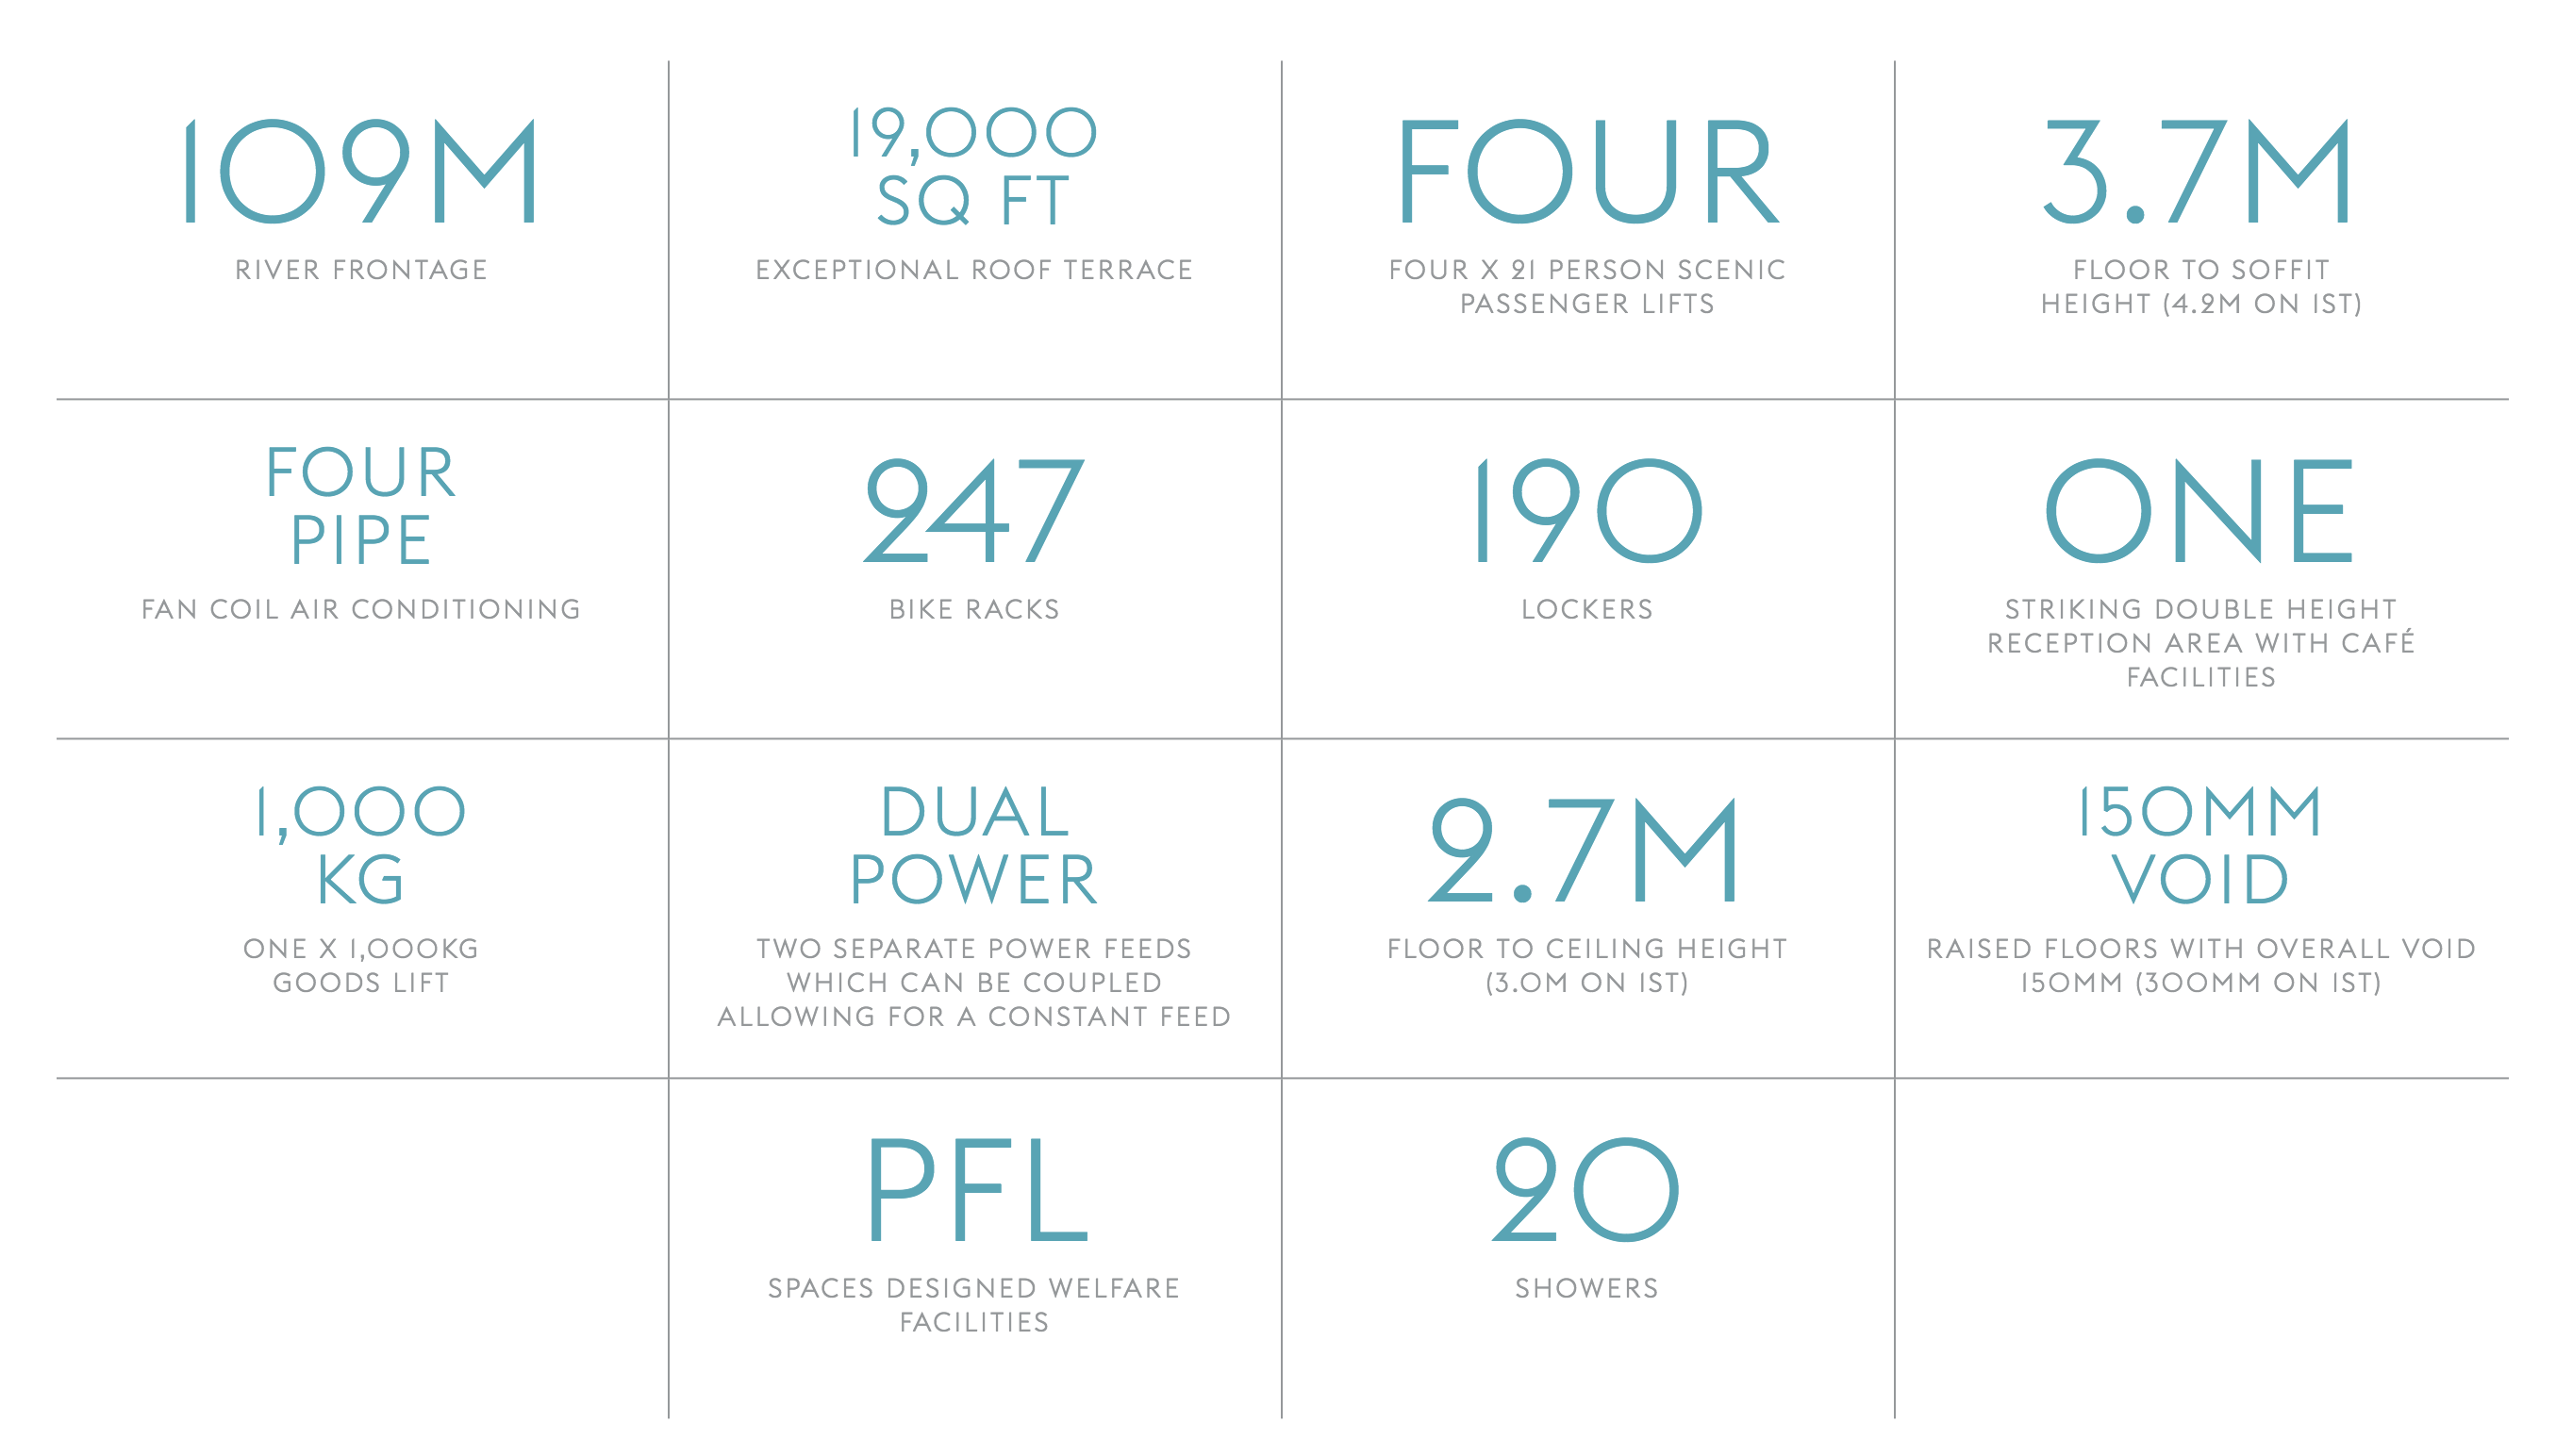 109M
RIVER FRONTAGE
19,000
SQ FT
EXCEPTIONAL ROOF TERRACE
FOUR
FOUR X 21 PERSON SCENIC
PASSENGER LIFTS
3.7M
FLOOR TO SOFFIT
HEIGHT (4.2M ON 1ST)
FOUR
PIPE
FAN COIL AIR CONDITIONING
247
BIKE RACKS
190
LOCKERS
ONE
STRIKING DOUBLE HEIGHT
RECEPTION AREA WITH CAFÉ
FACILITIES
1,000
KG
ONE X 1,000KG
GOODS LIFT
DUAL
POWER
TWO SEPARATE POWER FEEDS
WHICH CAN BE COUPLED
ALLOWING FOR A CONSTANT FEED
2.7M
FLOOR TO CEILING HEIGHT
(3.0M ON 1ST)
150MM
VOID
RAISED FLOORS WITH OVERALL VOID
150MM (300MM ON 1ST)
PFL
SPACES DESIGNED WELFARE
FACILITIES
20
SHOWERS